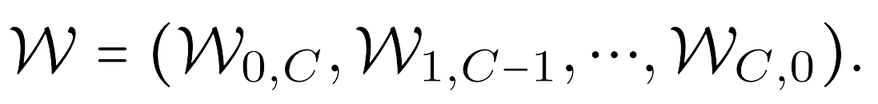 𝒲 = (𝒲_{0,C}, 𝒲_{1,C−1}, ⋯, 𝒲_{C,0}).